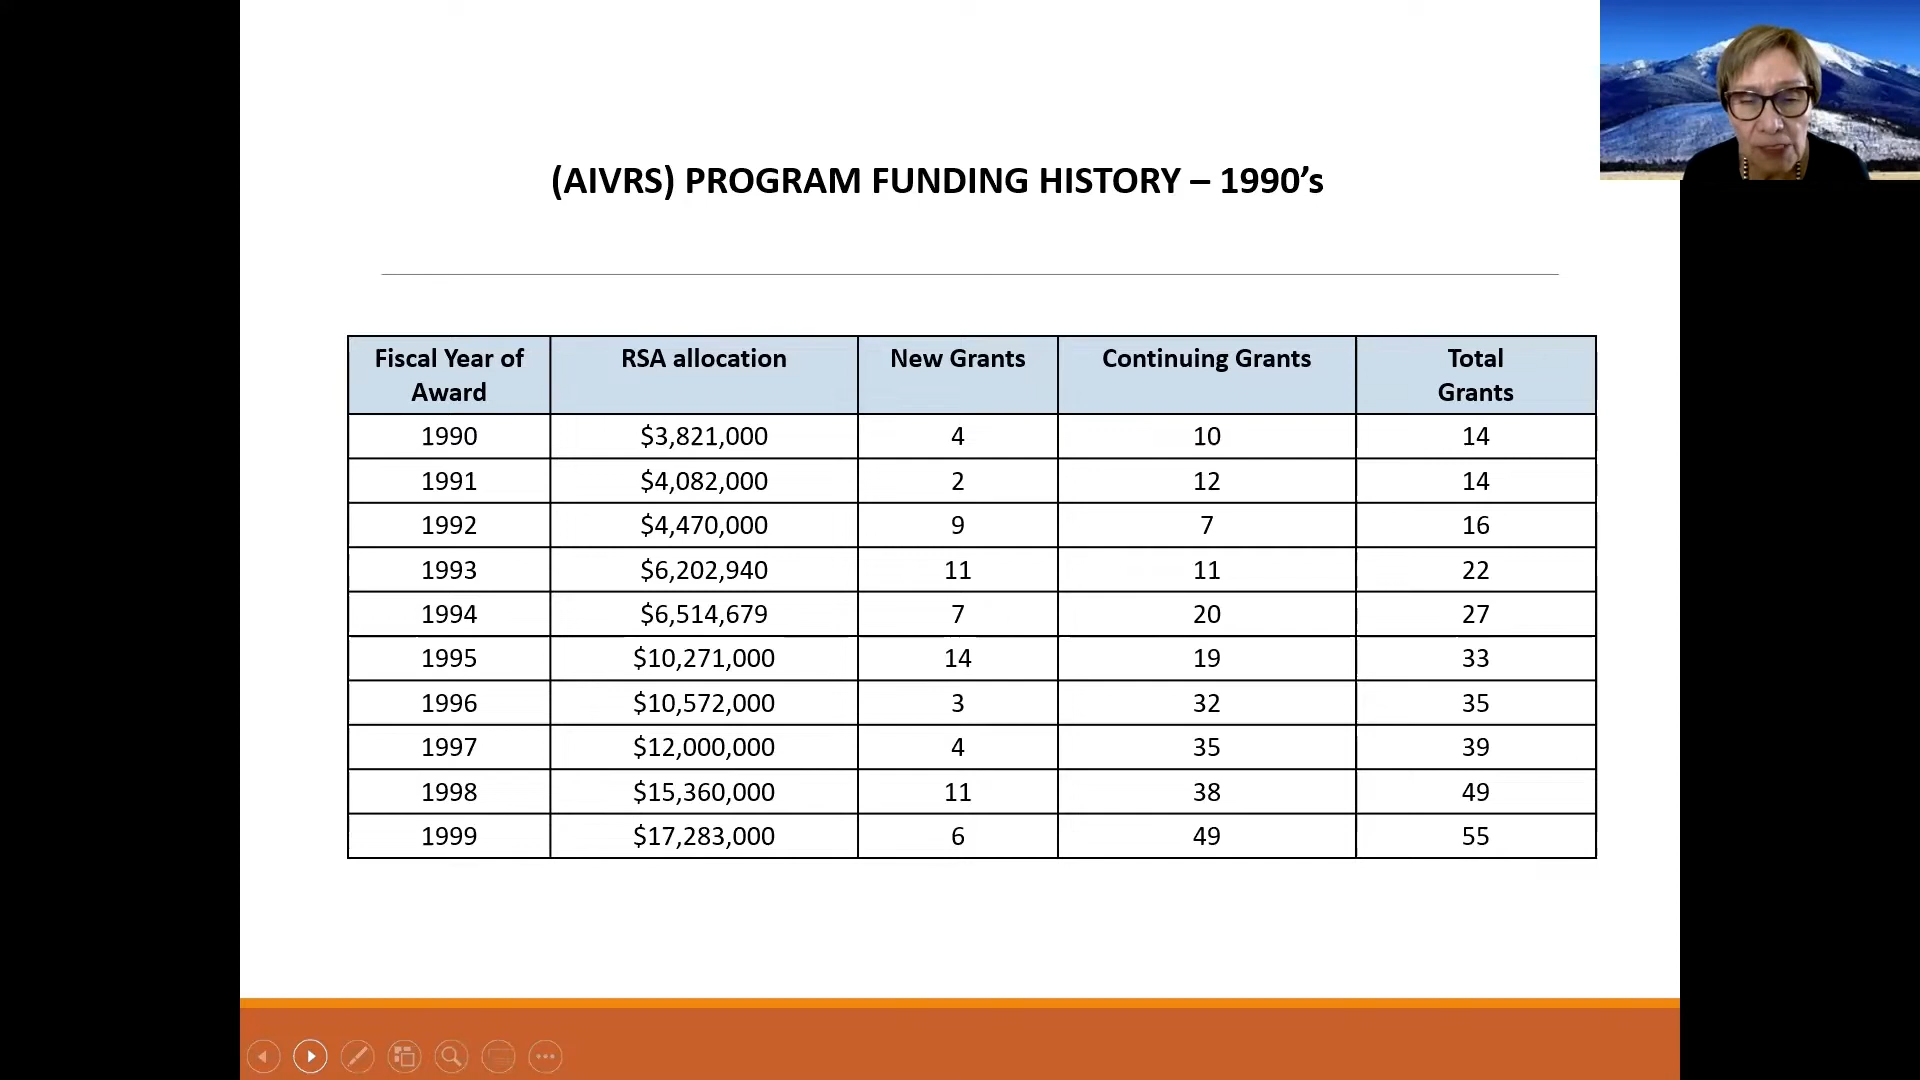 (AIVRS) PROGRAM FUNDING HISTORY – 1990’s
Fiscal Year of Award RSA allocation New Grants Continuing Grants Total Grants
1990 $3,821,000 4 10 14
1991 $4,082,000 2 12 14
1992 $4,470,000 9 7 16
1993 $6,202,940 11 11 22
1994 $6,514,679 7 20 27
1995 $10,271,000 14 19 33
1996 $10,572,000 3 32 35
1997 $12,000,000 4 35 39
1998 $15,360,000 11 38 49
1999 $17,283,000 6 49 55